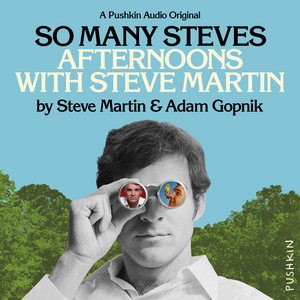 A Pushkin Audio Original
SO MANY STEVES
AFTERNOONS
WITH STEVE MARTIN
by Steve Martin & Adam Gopnik
PUSHKIN